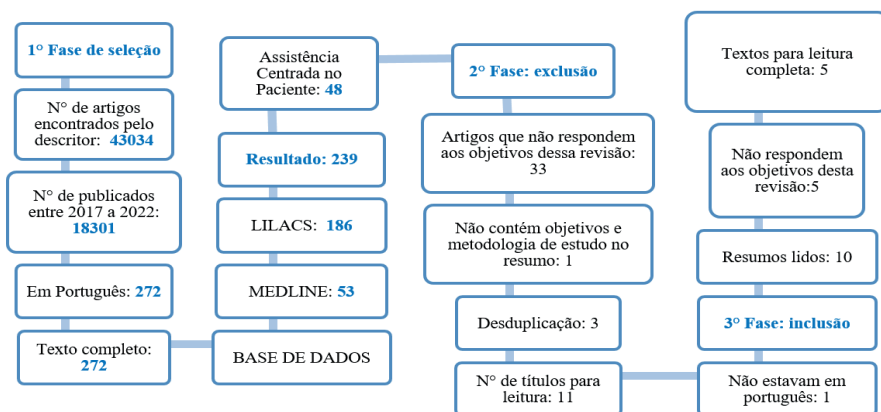 1° Fase de seleção
N° de artigos
encontrados pelo
descritor: 43034
N° de publicados
entre 2017 a 2022:
18301
Em Português: 272
Texto completo:
272
BASE DE DADOS
MEDLINE: 53
LILACS: 186
Resultado: 239
Assistência
Centrada no
Paciente: 48
2° Fase: exclusão
Artigos que não respondem
aos objetivos dessa revisão:
33
Não contém objetivos e
metodologia de estudo no
resumo: 1
Desduplicação: 3
N° de títulos para
leitura: 11
Não estavam em
português: 1
3° Fase: inclusão
Resumos lidos: 10
Não respondem
aos objetivos desta
revisão:5
Textos para leitura
completa: 5